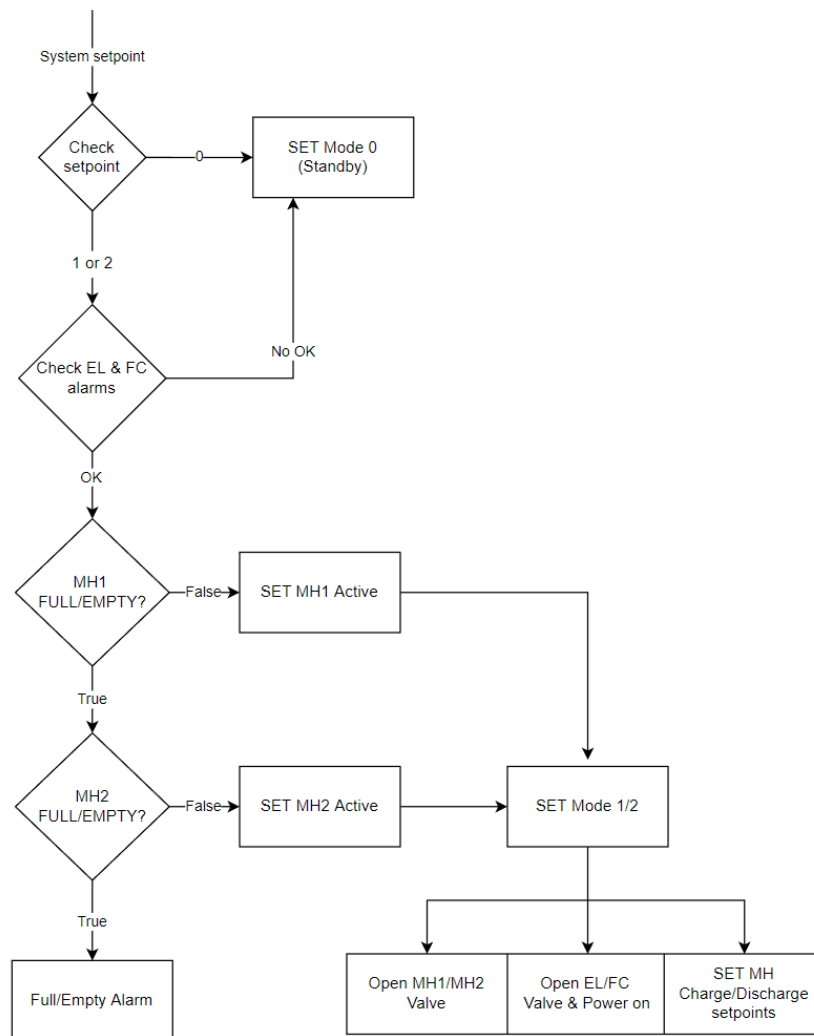 System setpoint
Check
setpoint
0
SET Mode 0
(Standby)
1 or 2
Check EL & FC
alarms
No OK
OK
MH1
FULL/EMPTY?
False
SET MH1 Active
True
MH2
FULL/EMPTY?
False
SET MH2 Active
SET Mode 1/2
True
Full/Empty Alarm
Open MH1/MH2
Valve
Open EL/FC
Valve & Power on
SET MH
Charge/Discharge
setpoints